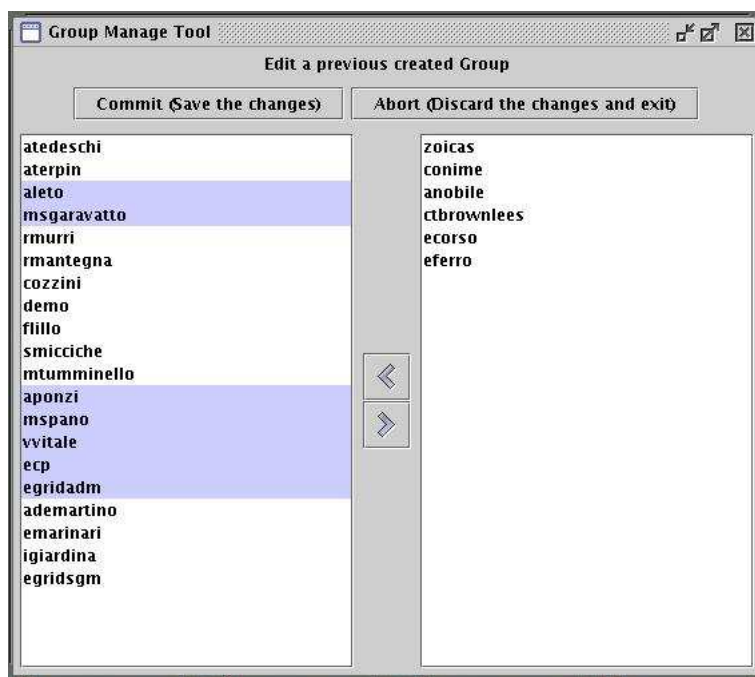 Group Manage Tool
Edit a previous created Group
Commit (Save the changes)
Abort (Discard the changes and exit)
atedeschi
aterpin
aleto
msgaravatto
rmurri
rmantegna
cozzini
demo
flillo
smicciche
mtumminello
aponzi
mspano
vvitale
ecp
egridadm
ademartino
emarinari
igiardina
egridsgm
zoicas
conime
anobile
ctbrownlees
ecorso
eferro